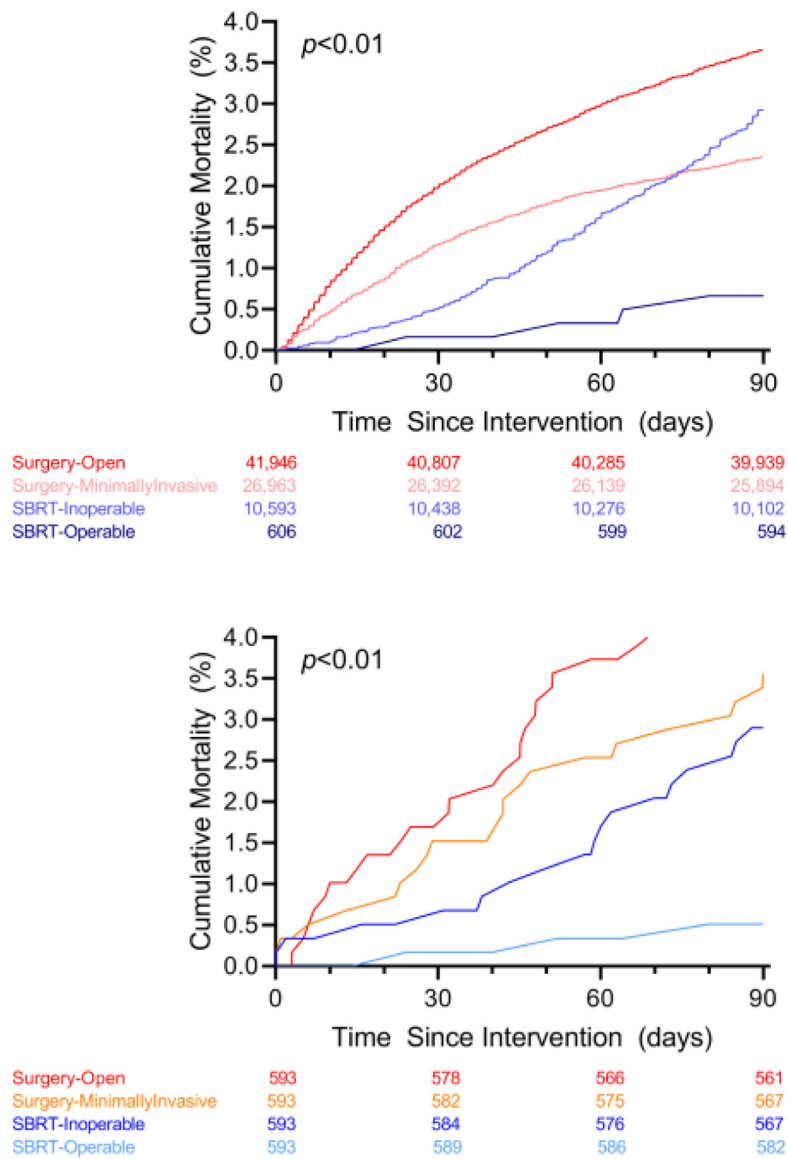 4.0
p<0.01
3.5
3.0
2.5
2.0
1.5
1.0
0.5
0.0
Cumulative Mortality (%)
0 30 60 90
Time Since Intervention (days)
Surgery-Open 41,946 40,807 40,285 39,939
Surgery-MinimallyInvasive 26,963 26,392 26,139 25,894
SBRT-Inoperable 10,593 10,438 10,276 10,102
SBRT-Operable 606 602 599 594
4.0
p<0.01
3.5
3.0
2.5
2.0
1.5
1.0
0.5
0.0
Cumulative Mortality (%)
0 30 60 90
Time Since Intervention (days)
Surgery-Open 593 578 566 561
Surgery-MinimallyInvasive 593 582 575 567
SBRT-Inoperable 593 584 576 567
SBRT-Operable 593 589 586 582